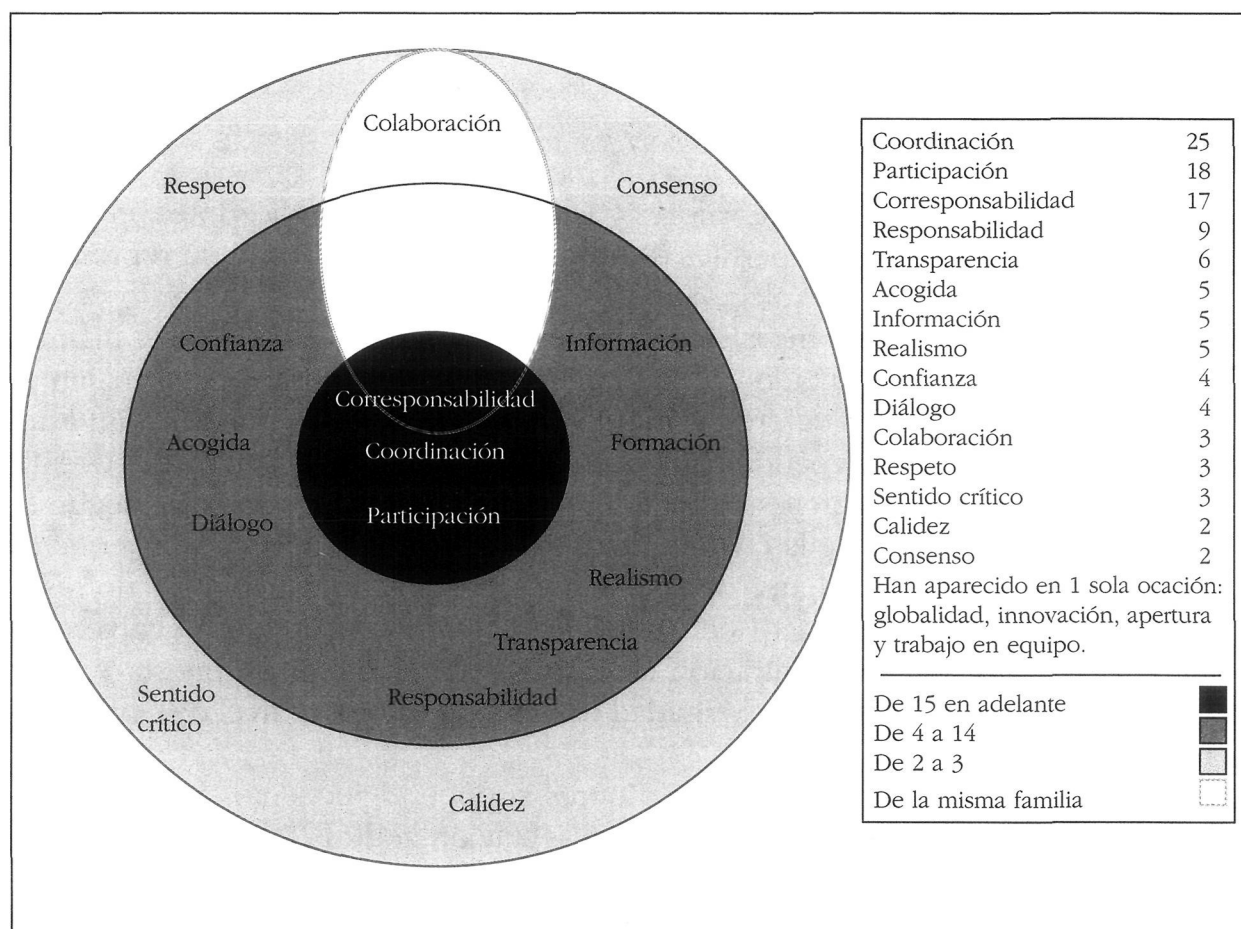 Colaboración
Respeto
Consenso
Confianza
Información
Corresponsabilidad
Acogida
Coordinación
Formación
Diálogo
Participación
Realismo
Transparencia
Responsabilidad
Sentido
crítico
Calidez
Coordinación 25
Participación 18
Corresponsabilidad 17
Responsabilidad 9
Transparencia 6
Acogida 5
Información 5
Realismo 5
Confianza 4
Diálogo 4
Colaboración 3
Respeto 3
Sentido crítico 3
Calidez 2
Consenso 2
Han aparecido en 1 sola ocación:
globalidad, innovación, apertura
y trabajo en equipo.
De 15 en adelante
De 4 a 14
De 2 a 3
De la misma familia